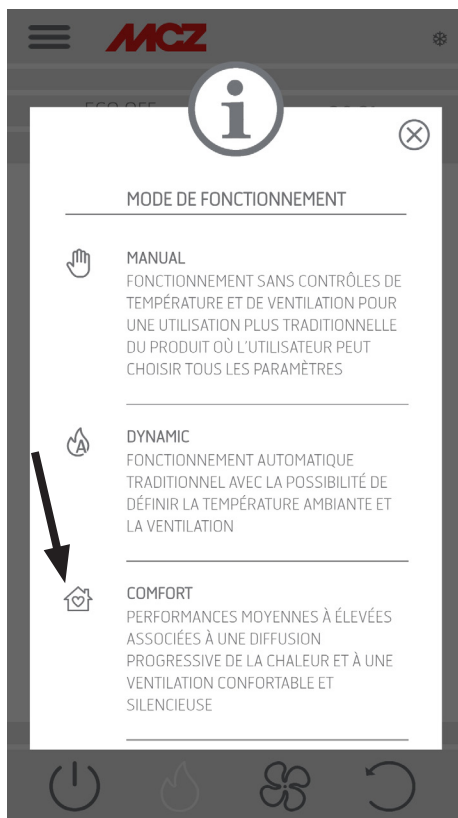 MCZ
MODE DE FONCTIONNEMENT
MANUAL
FONCTIONNEMENT SANS CONTRÔLES DE
TEMPÉRATURE ET DE VENTILATION POUR
UNE UTILISATION PLUS TRADITIONNELLE
DU PRODUIT OÙ L'UTILISATEUR PEUT
CHOISIR TOUS LES PARAMÈTRES
DYNAMIC
FONCTIONNEMENT AUTOMATIQUE
TRADITIONNEL AVEC LA POSSIBILITÉ DE
DÉFINIR LA TEMPÉRATURE AMBIANTE ET
LA VENTILATION
COMFORT
PERFORMANCES MOYENNES À ÉLEVÉES
ASSOCIÉES À UNE DIFFUSION
PROGRESSIVE DE LA CHALEUR ET À UNE
VENTILATION CONFORTABLE ET
SILENCIEUSE